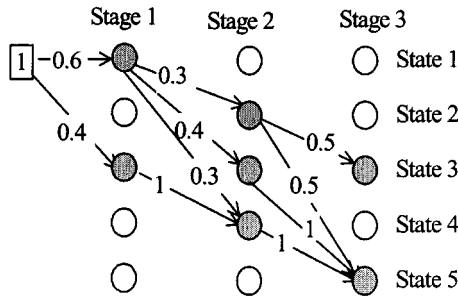 Stage 1 Stage 2 Stage 3
1 0.6 State 1
0.3
State 2
0.4 0.4 0.5
State 3
0.3 0.5
1
State 4
1 1
State 5